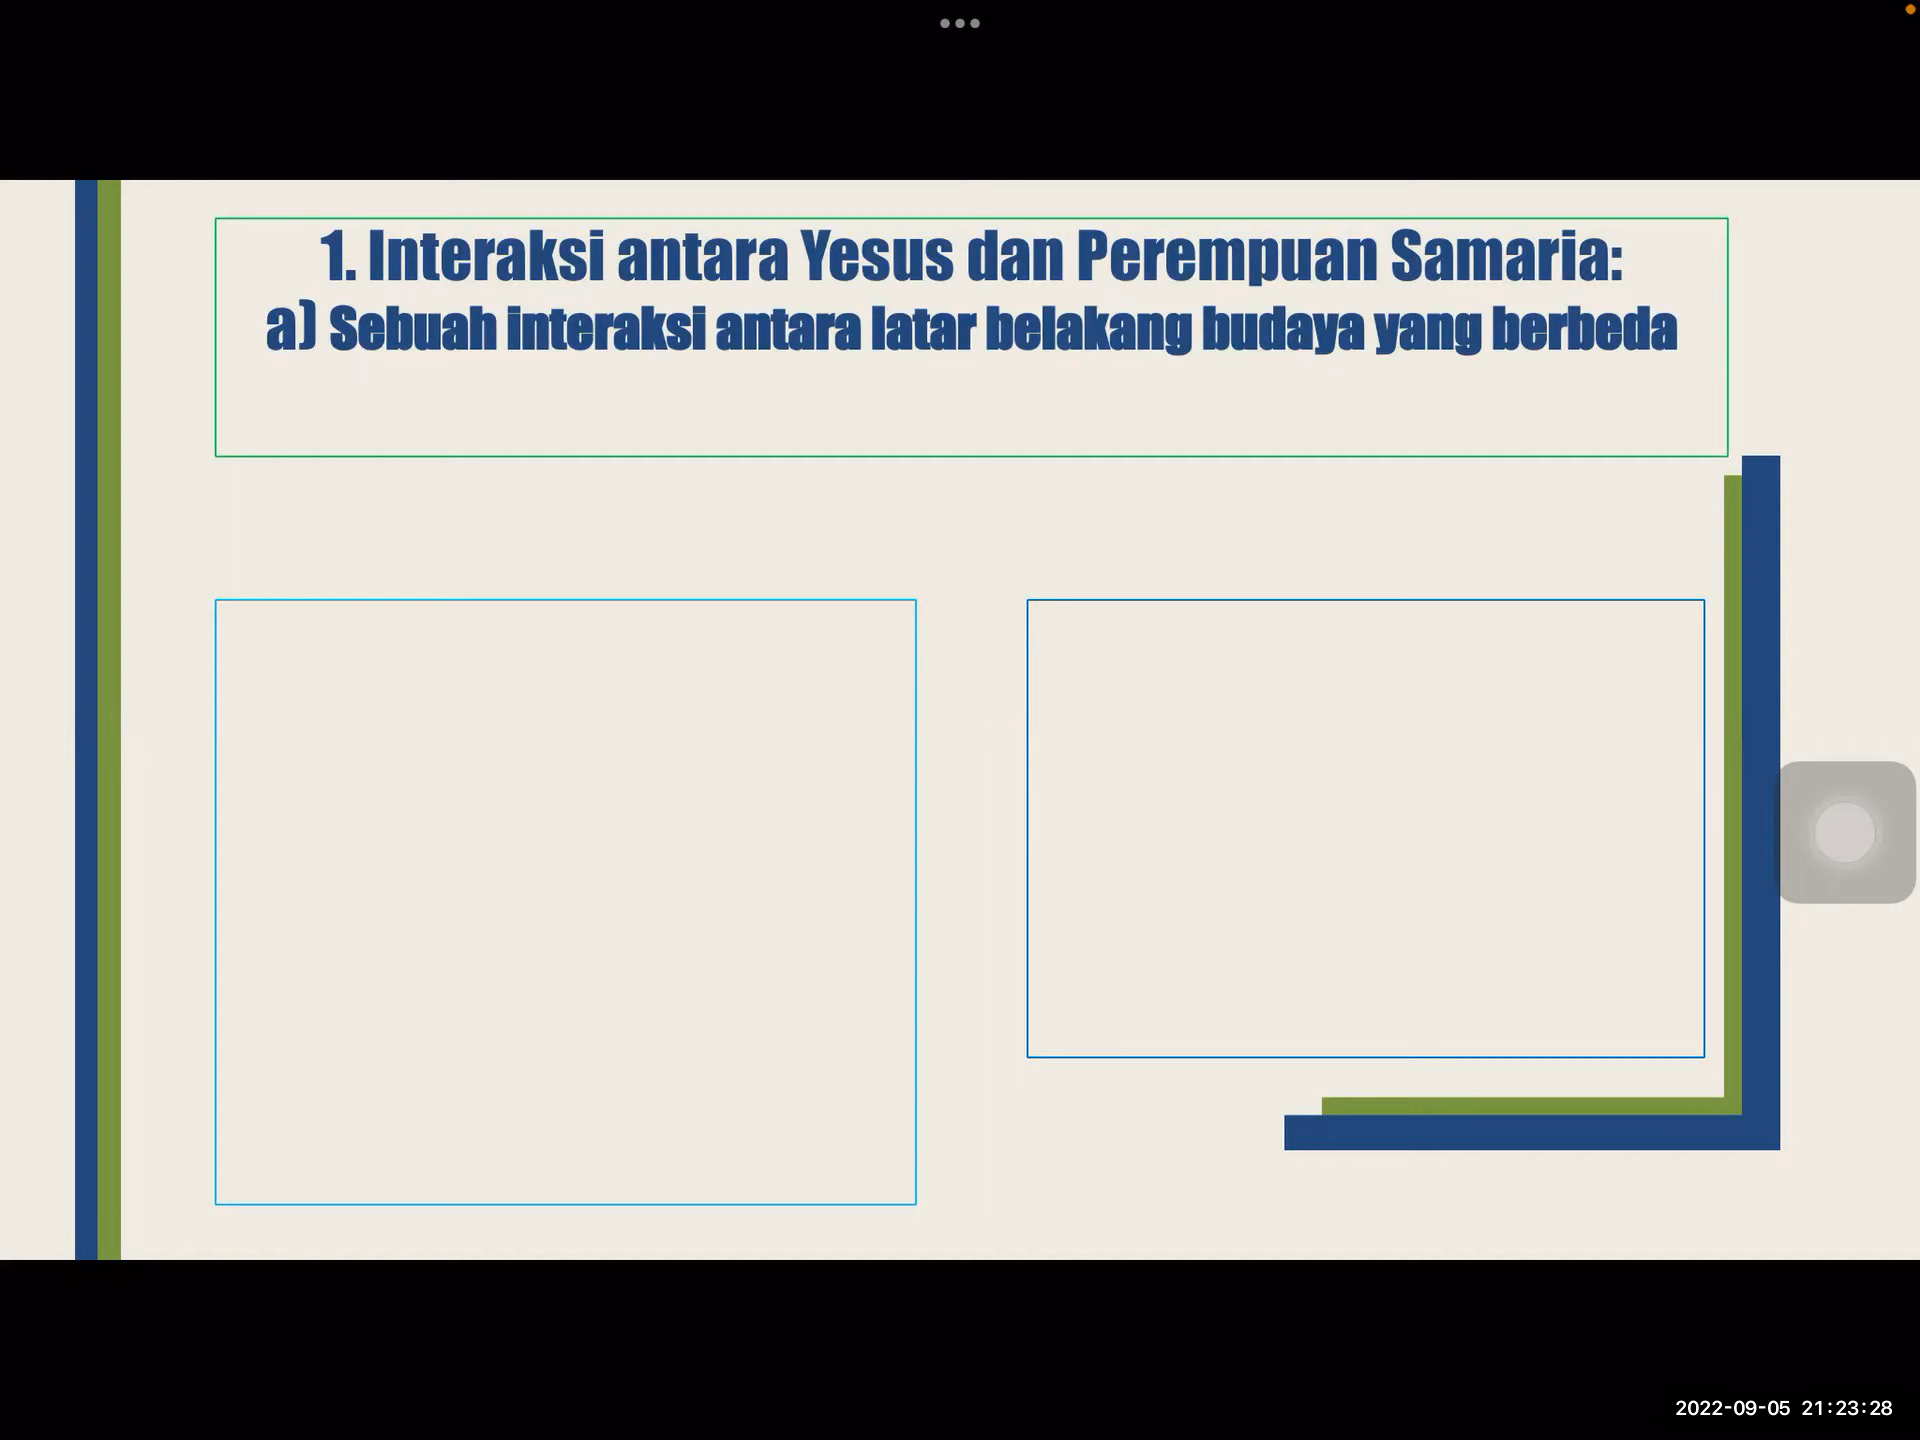 1. Interaksi antara Yesus dan Perempuan Samaria:
a) Sebuah interaksi antara latar belakang budaya yang berbeda
2022-09-05 21:23:28